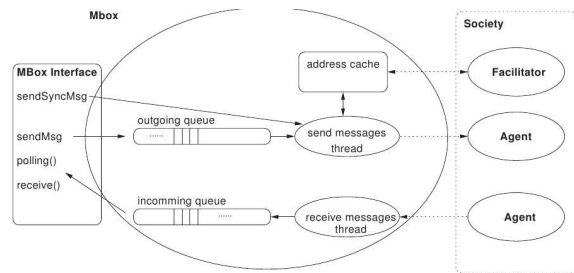 Mbox
Society
MBox Interface
sendSyncMsg
sendMsg
polling()
receive()
address cache
outgoing queue
......
send messages
thread
incomming queue
......
receive messages
thread
Facilitator
Agent
Agent